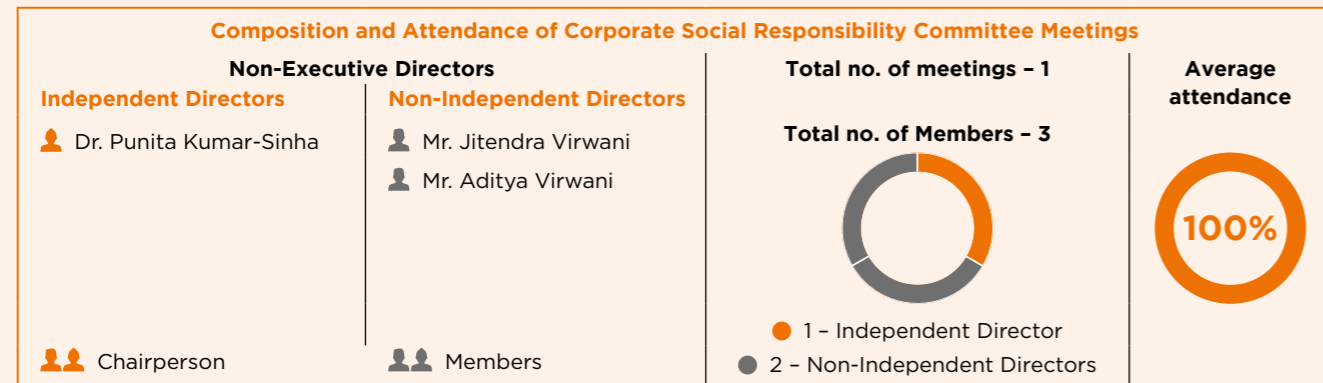 Composition and Attendance of Corporate Social Responsibility Committee Meetings
Non-Executive Directors
Independent Directors
Dr. Punita Kumar-Sinha
Chairperson
Non-Independent Directors
Mr. Jitendra Virwani
Mr. Aditya Virwani
Members
Total no. of meetings – 1
Total no. of Members – 3
1 – Independent Director
2 – Non-Independent Directors
Average
attendance
100%